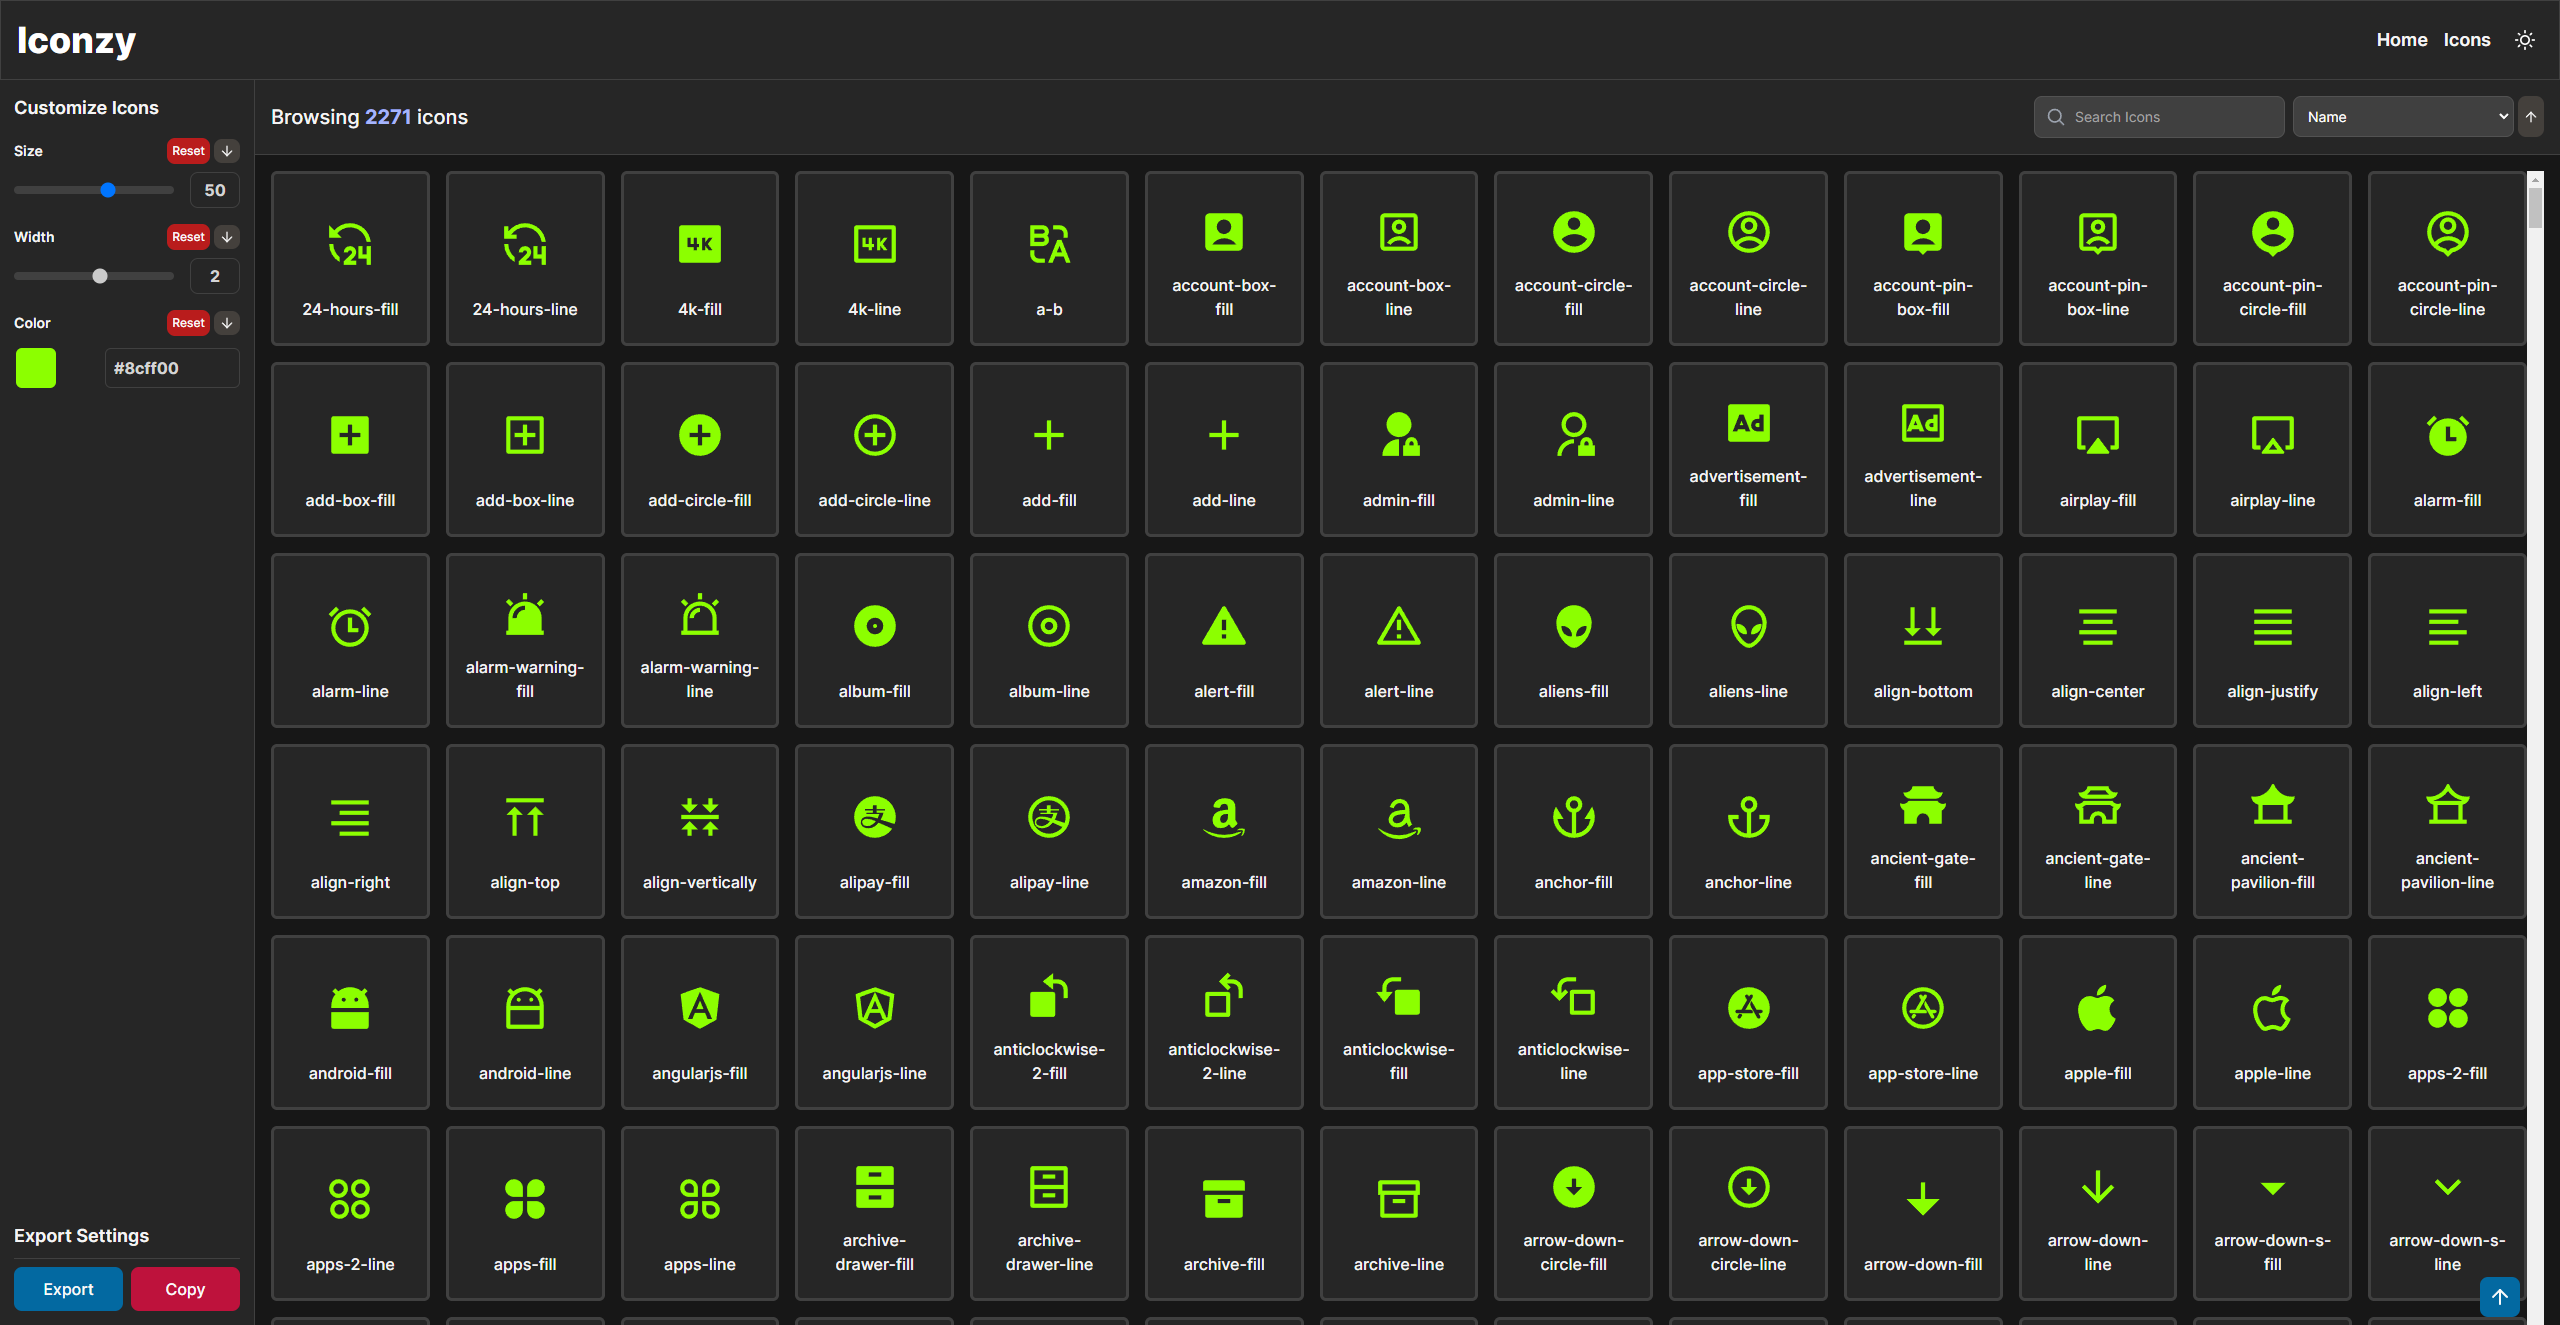 Iconzy
Home
Icons
Customize Icons
Size
Reset
50
Width
Reset
2
Color
Reset
#8cff00
Export Settings
Export
Copy
Browsing 2271 icons
Search Icons
Name
24
24
4K
4K
B
A
24-hours-fill
24-hours-line
4k-fill
4k-line
a-b
account-box-
fill
account-box-
line
account-circle-
fill
account-circle-
line
account-pin-
box-fill
account-pin-
box-line
account-pin-
circle-fill
account-pin-
circle-line
Ad
Ad
add-box-fill
add-box-line
add-circle-fill
add-circle-line
add-fill
add-line
admin-fill
admin-line
advertisement-
fill
advertisement-
line
airplay-fill
airplay-line
alarm-fill
alarm-line
alarm-warning-
fill
alarm-warning-
line
album-fill
album-line
alert-fill
alert-line
aliens-fill
aliens-line
align-bottom
align-center
align-justify
align-left
支
支
a
a
align-right
align-top
align-vertically
alipay-fill
alipay-line
amazon-fill
amazon-line
anchor-fill
anchor-line
ancient-gate-
fill
ancient-gate-
line
ancient-
pavilion-fill
ancient-
pavilion-line
A
A
android-fill
android-line
angularjs-fill
angularjs-line
anticlockwise-
2-fill
anticlockwise-
2-line
anticlockwise-
fill
anticlockwise-
line
app-store-fill
app-store-line
apple-fill
apple-line
apps-2-fill
apps-2-line
apps-fill
apps-line
archive-
drawer-fill
archive-
drawer-line
archive-fill
archive-line
arrow-down-
circle-fill
arrow-down-
circle-line
arrow-down-fill
arrow-down-
line
arrow-down-s-
fill
arrow-down-s-
line